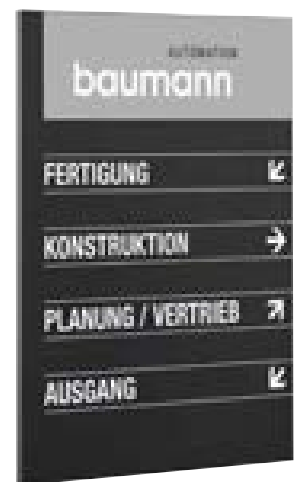 AUTOMATION
baumann
FERTIGUNG ↙
KONSTRUKTION →
PLANUNG / VERTRIEB ↗
AUSGANG ↙